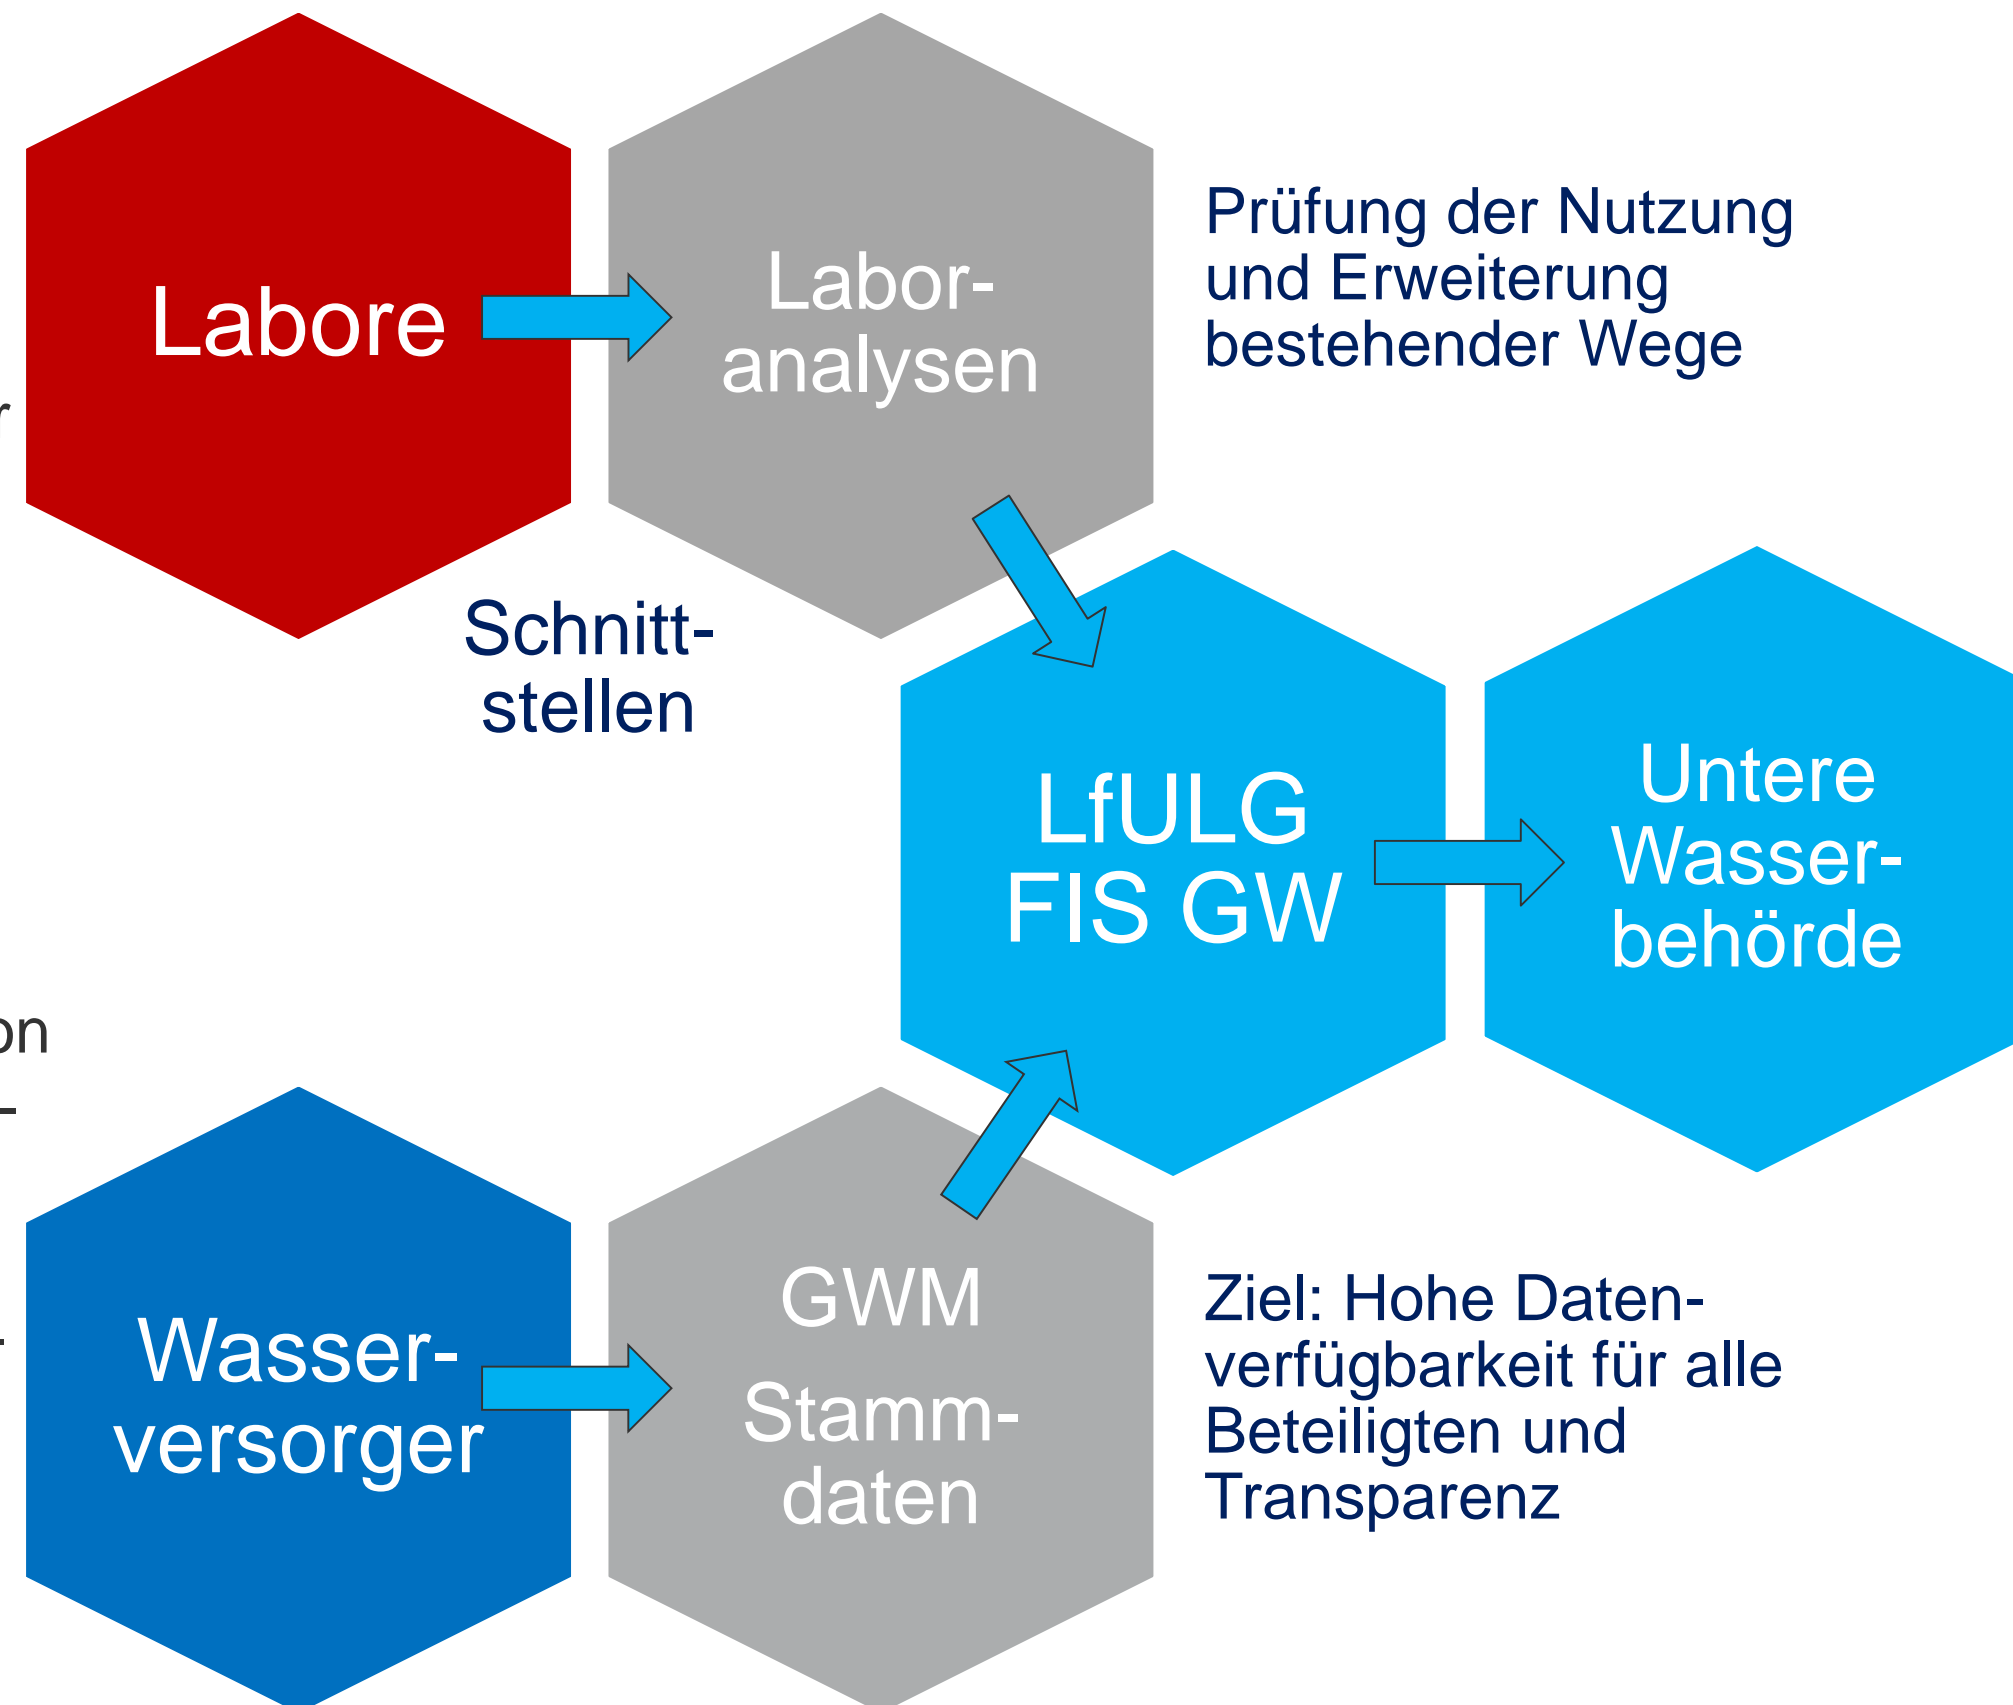 Labore
Labor-
analysen
Prüfung der Nutzung
und Erweiterung
bestehender Wege
Schnitt-
stellen
LfULG
FIS GW
Untere
Wasser-
behörde
Wasser-
versorger
GWM
Stamm-
daten
Ziel: Hohe Daten-
verfügbarkeit für alle
Beteiligten und
Transparenz